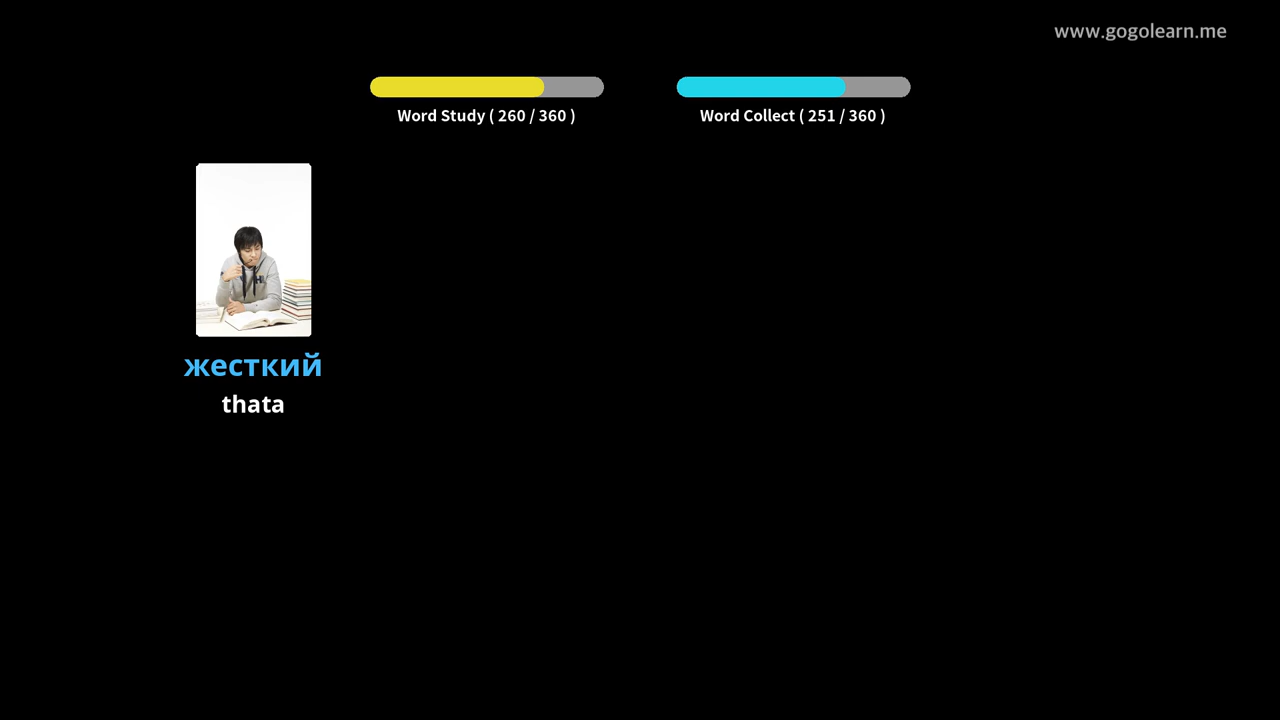 www.gogolearn.me
Word Study ( 260 / 360 )
Word Collect ( 251 / 360 )
жесткий
thata